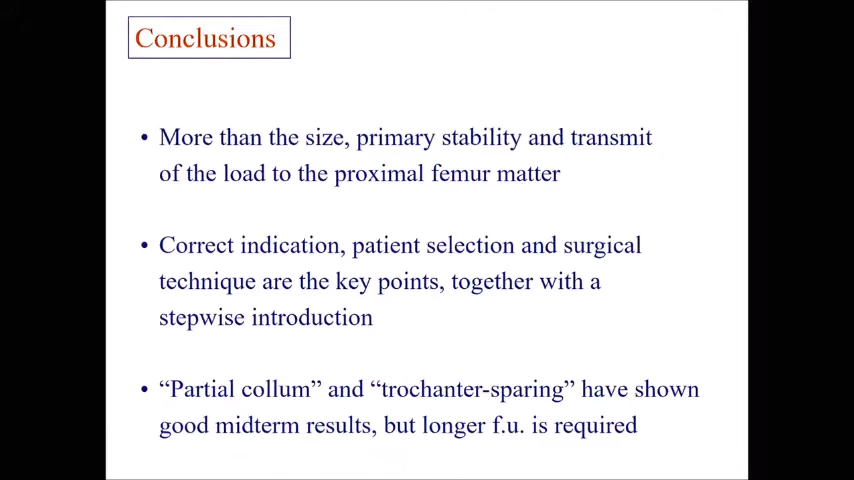 Conclusions
• More than the size, primary stability and transmit
of the load to the proximal femur matter
• Correct indication, patient selection and surgical
technique are the key points, together with a
stepwise introduction
• “Partial collum” and “trochanter-sparing” have shown
good midterm results, but longer f.u. is required